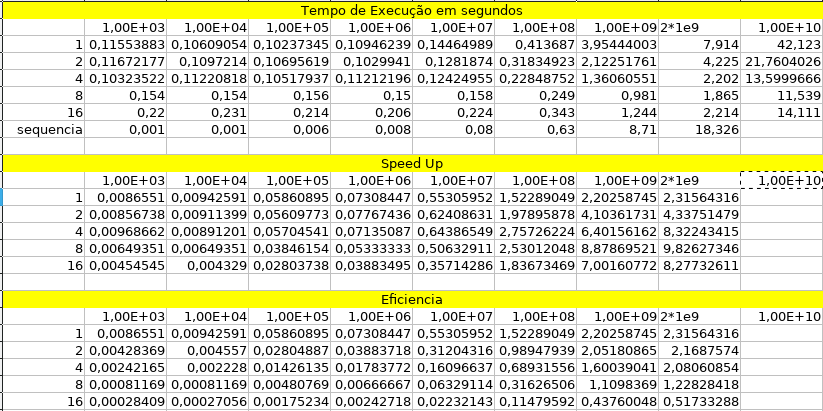 Tempo de Execução em segundos
1,00E+03 1,00E+04 1,00E+05 1,00E+06 1,00E+07 1,00E+08 1,00E+09 2*1e9 1,00E+10
1 0,11553883 0,10609054 0,10237345 0,10946239 0,14464989 0,413687 3,95444003 7,914 42,123
2 0,11672177 0,1097214 0,10695619 0,1029941 0,1281874 0,31834923 2,12251761 4,225 21,7604026
4 0,10323522 0,11220818 0,10517937 0,11212196 0,12424955 0,22848752 1,36060551 2,202 13,5999666
8 0,154 0,154 0,156 0,15 0,158 0,249 0,981 1,865 11,539
16 0,22 0,231 0,214 0,206 0,224 0,343 1,244 2,214 14,111
sequencia 0,001 0,001 0,006 0,008 0,08 0,63 8,71 18,326
Speed Up
1,00E+03 1,00E+04 1,00E+05 1,00E+06 1,00E+07 1,00E+08 1,00E+09 2*1e9 1,00E+10
1 0,0086551 0,00942591 0,05860895 0,07308447 0,55305952 1,52289049 2,20258745 2,31564316
2 0,00856738 0,00911399 0,05609773 0,07767436 0,62408631 1,97895878 4,10361731 4,33751479
4 0,00968662 0,00891201 0,05704541 0,07135087 0,64386549 2,75726224 6,40156162 8,32243415
8 0,00649351 0,00649351 0,03846154 0,05333333 0,50632911 2,53012048 8,87869521 9,82627346
16 0,00454545 0,004329 0,02803738 0,03883495 0,35714286 1,83673469 7,00160772 8,27732611
Eficiencia
1,00E+03 1,00E+04 1,00E+05 1,00E+06 1,00E+07 1,00E+08 1,00E+09 2*1e9 1,00E+10
1 0,0086551 0,00942591 0,05860895 0,07308447 0,55305952 1,52289049 2,20258745 2,31564316
2 0,00428369 0,004557 0,02804887 0,03883718 0,31204316 0,98947939 2,05180865 2,1687574
4 0,00242165 0,002228 0,01426135 0,01783772 0,16096637 0,68931556 1,60039041 2,08060854
8 0,00081169 0,00081169 0,00480769 0,00666667 0,06329114 0,31626506 1,1098369 1,22828418
16 0,00028409 0,00027056 0,00175234 0,00242718 0,02232143 0,11479592 0,43760048 0,51733288